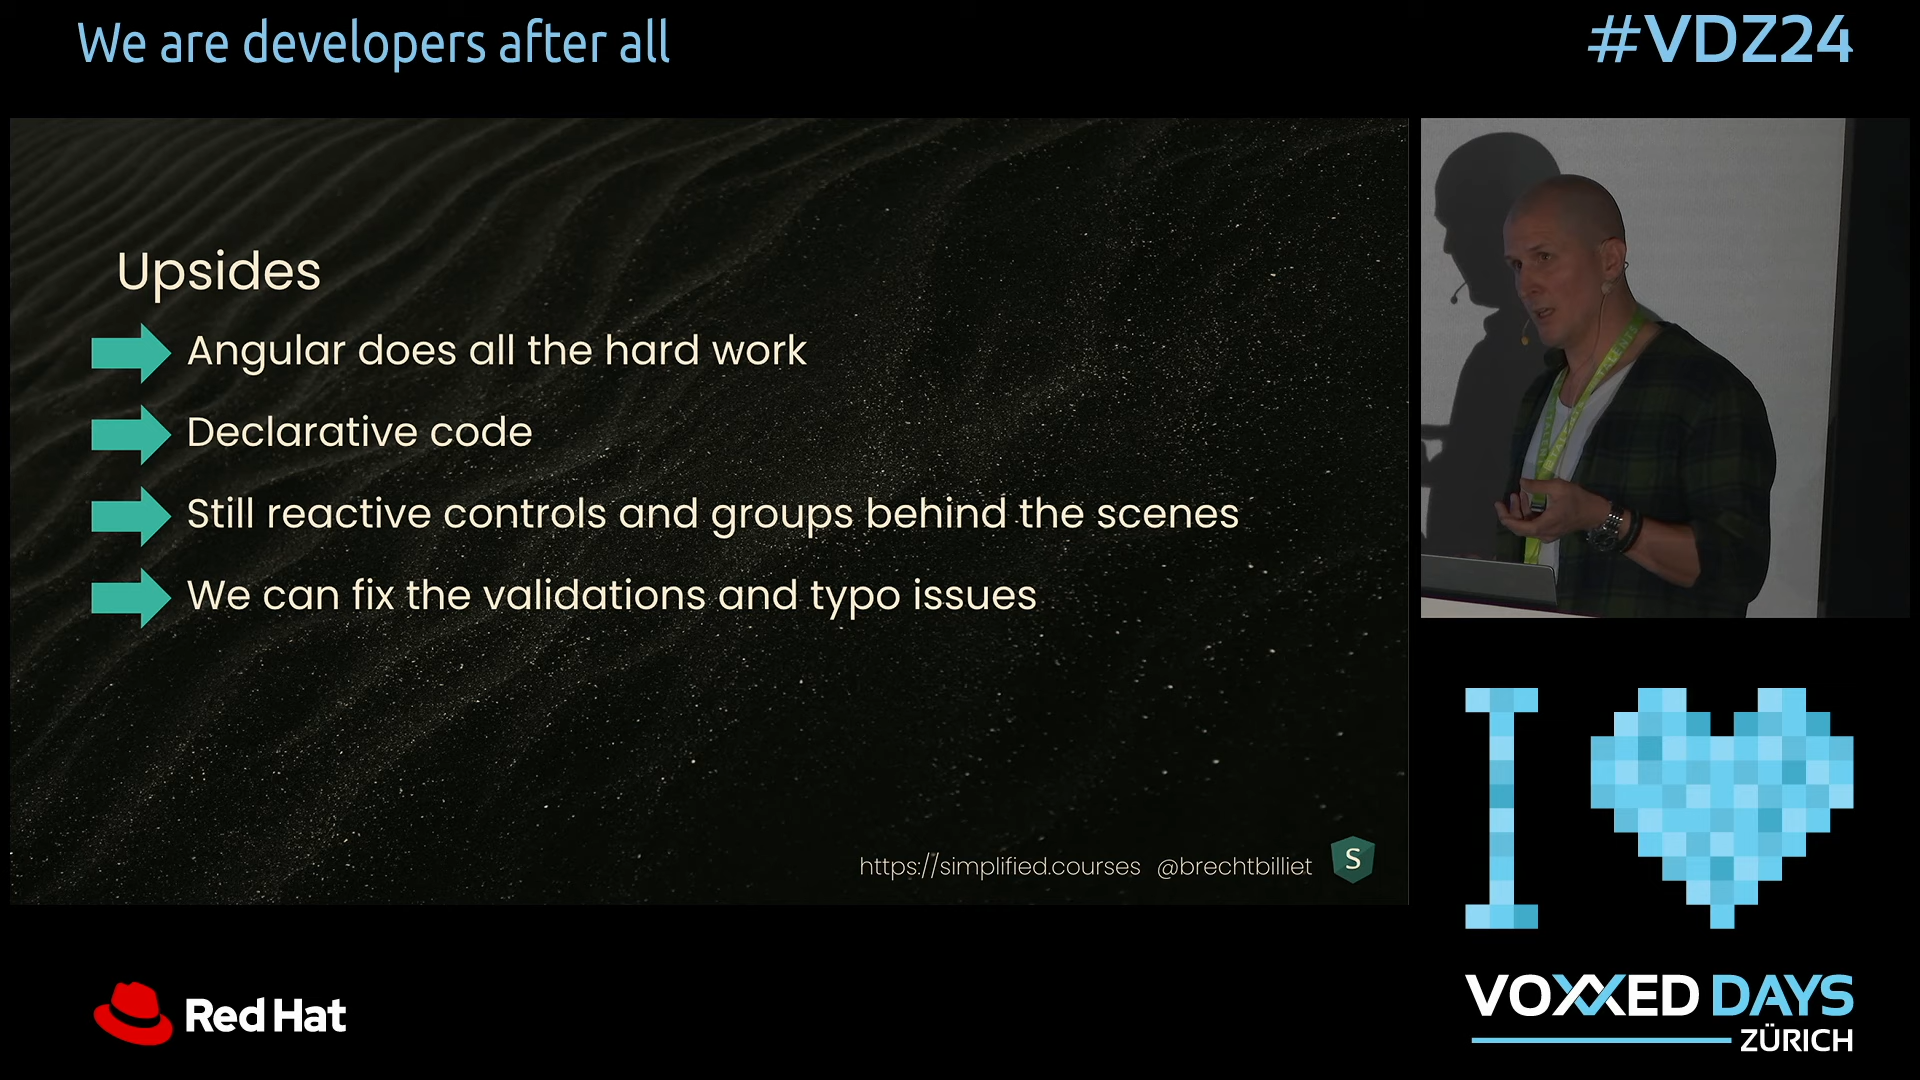 We are developers after all
#VDZ24
Upsides
Angular does all the hard work
Declarative code
Still reactive controls and groups behind the scenes
We can fix the validations and typo issues
https://simplified.courses @brechtbilliet
S
I
Red Hat
VOXXED DAYS
ZÜRICH